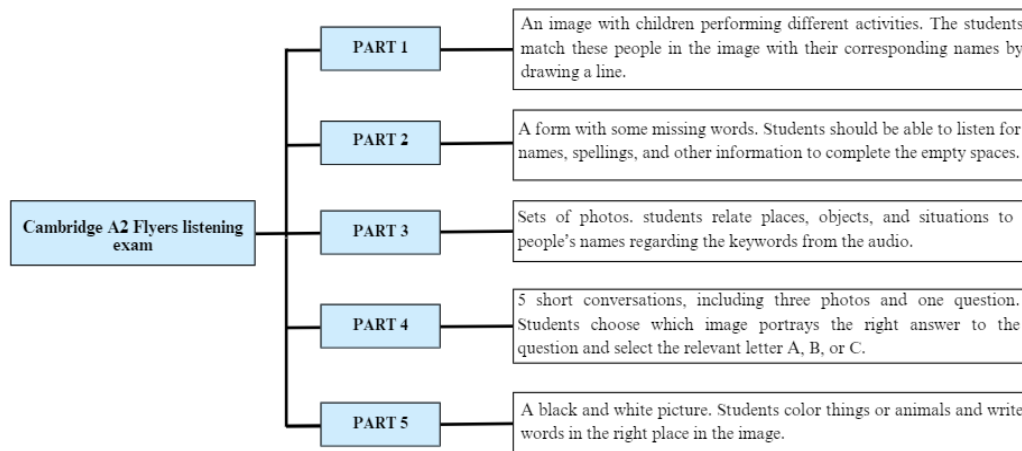 PART 1
An image with children performing different activities. The students
match these people in the image with their corresponding names by
drawing a line.
PART 2
A form with some missing words. Students should be able to listen for
names, spellings, and other information to complete the empty spaces.
Cambridge A2 Flyers listening
exam
PART 3
Sets of photos. students relate places, objects, and situations to
people's names regarding the keywords from the audio.
PART 4
5 short conversations, including three photos and one question.
Students choose which image portrays the right answer to the
question and select the relevant letter A, B, or C.
PART 5
A black and white picture. Students color things or animals and write
words in the right place in the image.